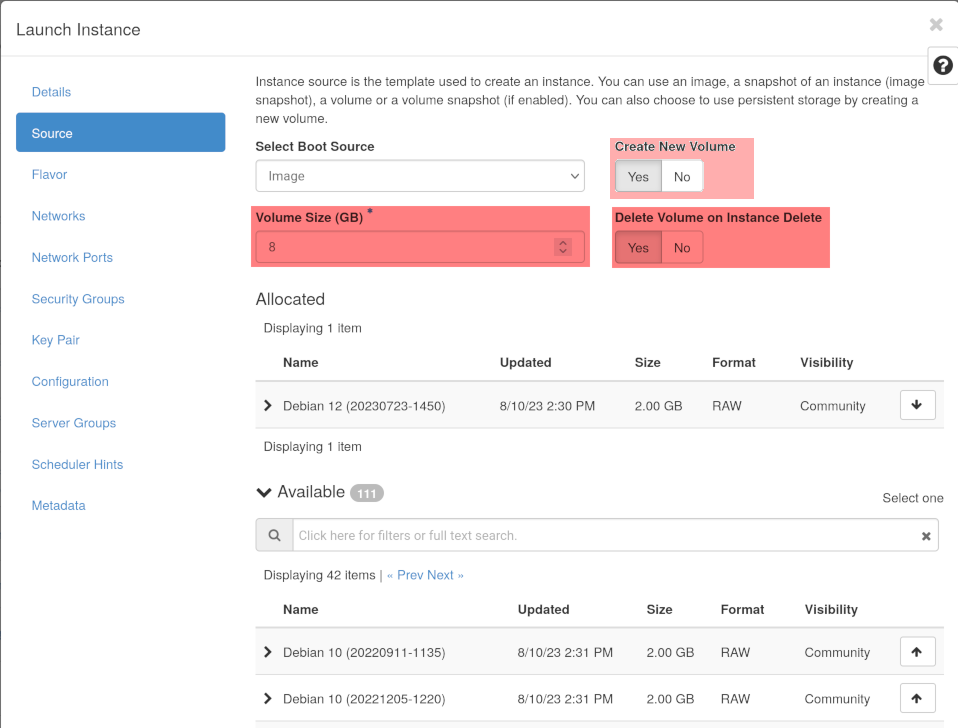 Launch Instance
Details
Source
Flavor
Networks
Network Ports
Security Groups
Key Pair
Configuration
Server Groups
Scheduler Hints
Metadata
Instance source is the template used to create an instance. You can use an image, a snapshot of an instance (image
snapshot), a volume or a volume snapshot (if enabled). You can also choose to use persistent storage by creating a
new volume.
Select Boot Source
Image
Create New Volume
Yes No
Volume Size (GB) *
8
Delete Volume on Instance Delete
Yes No
Allocated
Displaying 1 item
Name Updated Size Format Visibility
Debian 12 (20230723-1450) 8/10/23 2:30 PM 2.00 GB RAW Community
Displaying 1 item
Available 111
Select one
Click here for filters or full text search.
Displaying 42 items | « Prev Next »
Name Updated Size Format Visibility
Debian 10 (20220911-1135) 8/10/23 2:31 PM 2.00 GB RAW Community
Debian 10 (20221205-1220) 8/10/23 2:31 PM 2.00 GB RAW Community